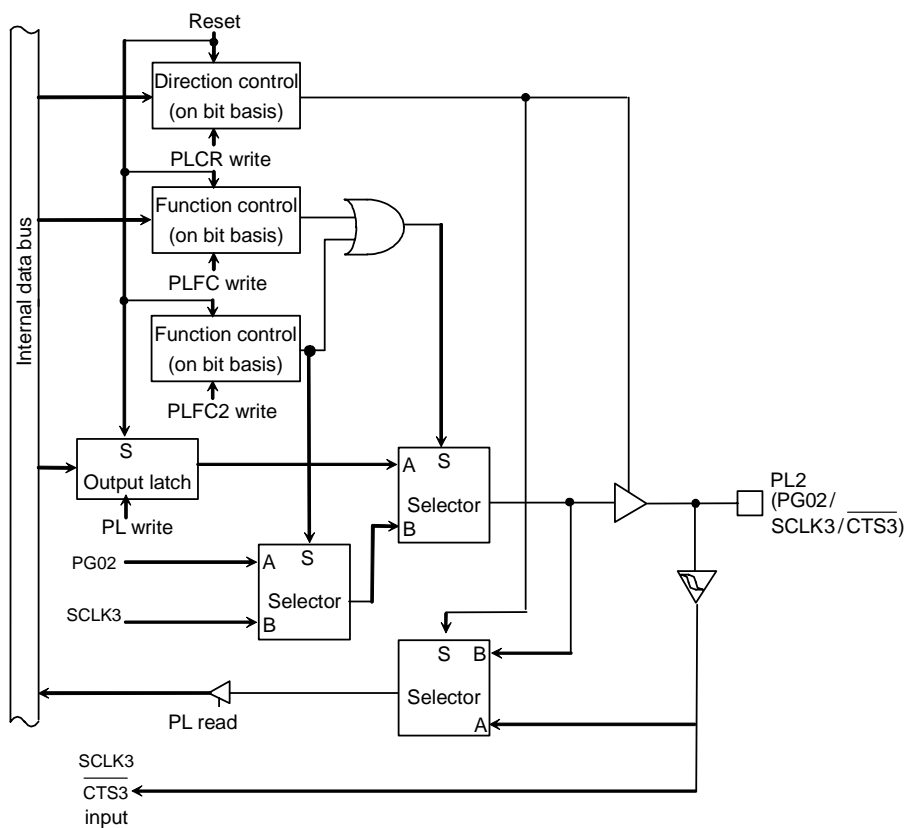 Reset
Direction control
(on bit basis)
PLCR write
Function control
(on bit basis)
PLFC write
Function control
(on bit basis)
PLFC2 write
Internal data bus
S
Output latch
PL write
A
S
Selector
B
PL2
(PG02/
SCLK3/CTS3)
PG02
A
S
Selector
SCLK3
B
S
B
Selector
A
PL read
SCLK3
CTS3
input